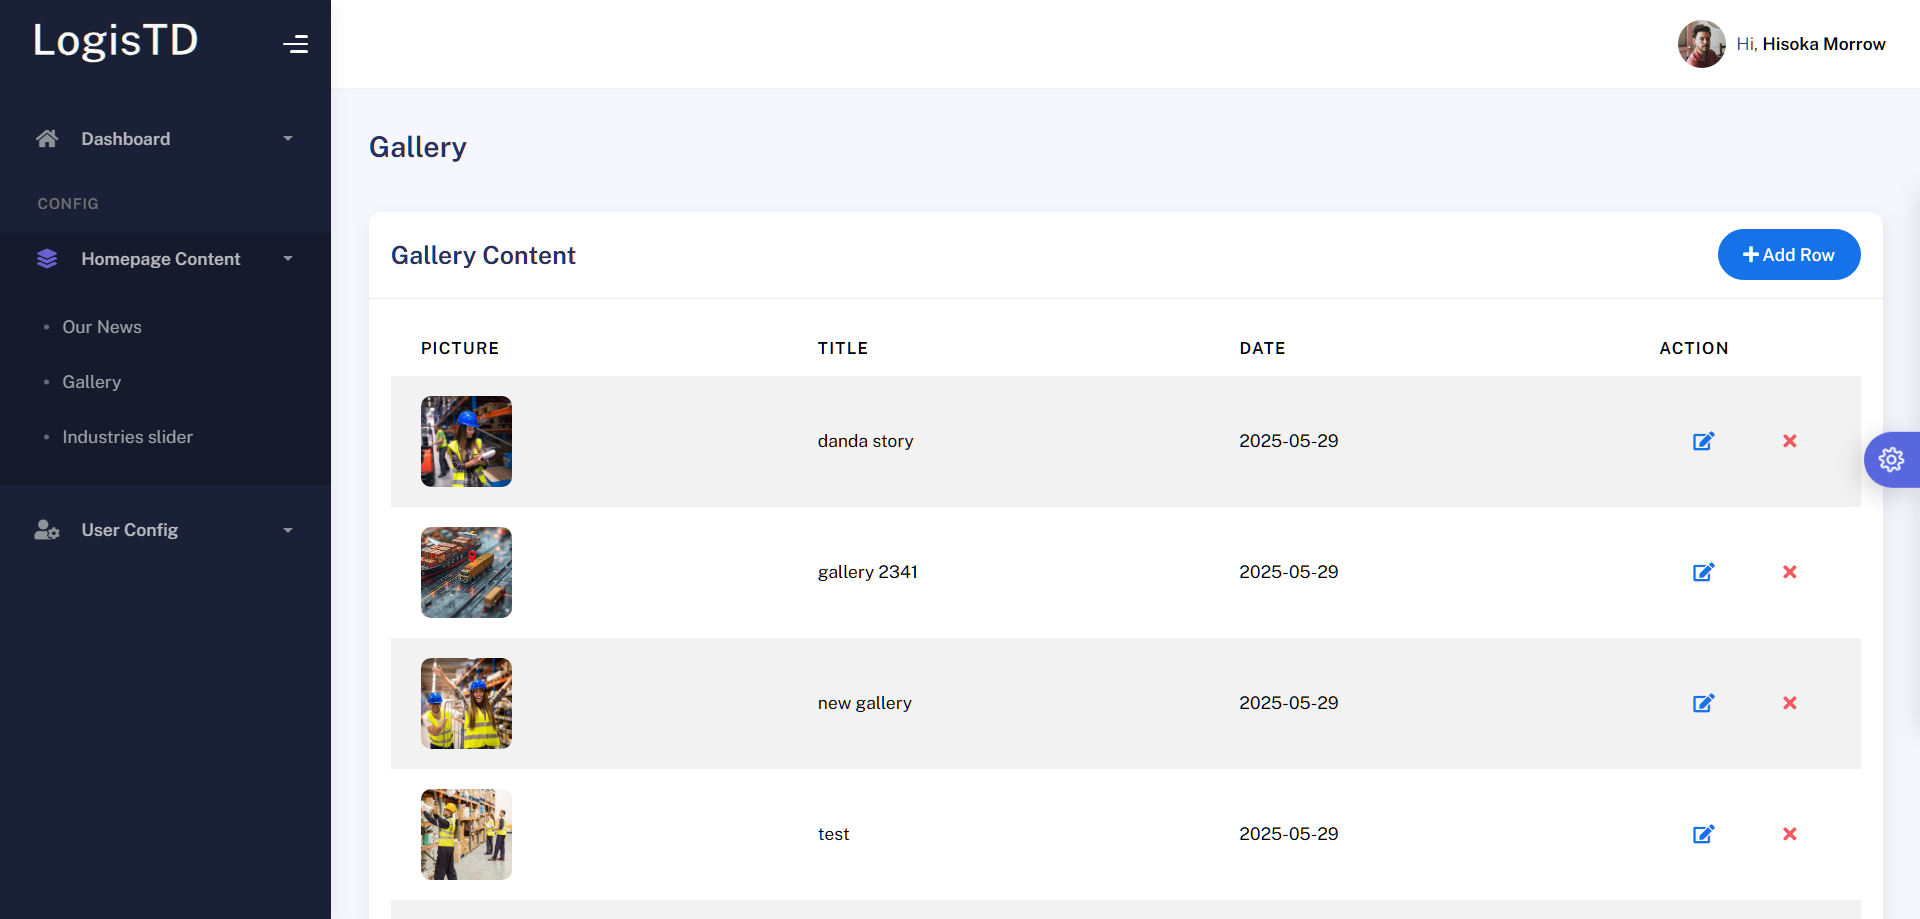 LogisTD
Hi, Hisoka Morrow
Dashboard
CONFIG
Homepage Content
Our News
Gallery
Industries slider
User Config
Gallery
Gallery Content
Add Row
PICTURE TITLE DATE ACTION
danda story 2025-05-29
gallery 2341 2025-05-29
new gallery 2025-05-29
test 2025-05-29